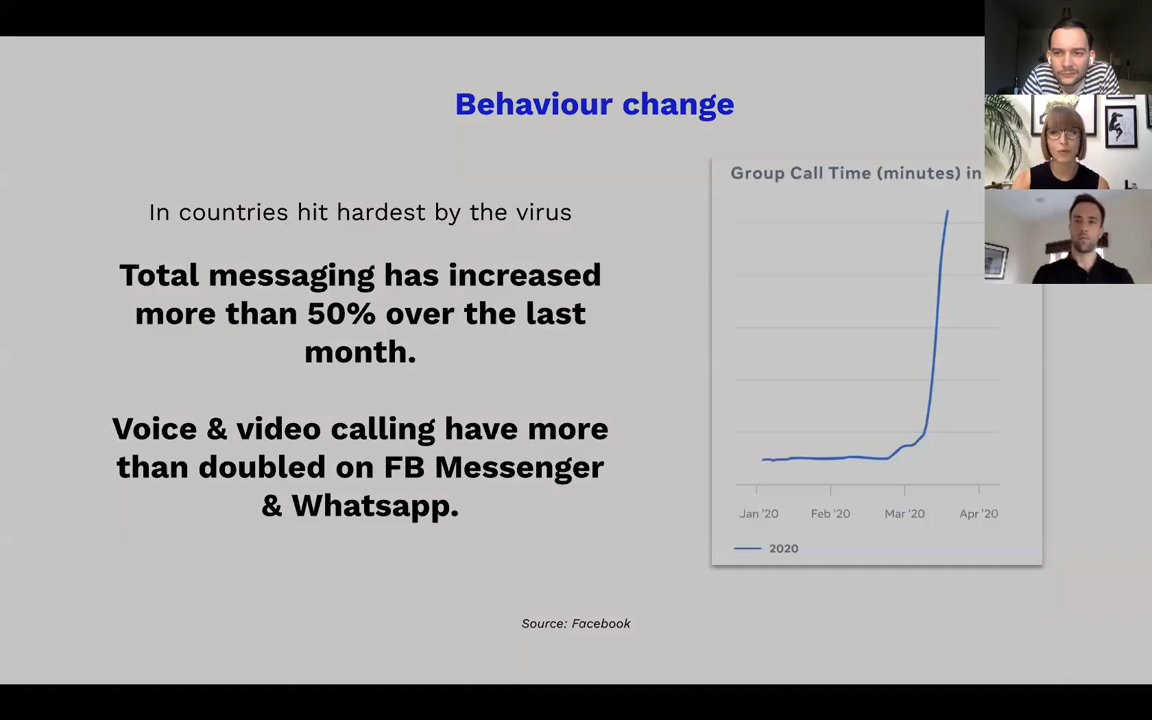 Behaviour change
In countries hit hardest by the virus
Total messaging has increased
more than 50% over the last
month.
Voice & video calling have more
than doubled on FB Messenger
& Whatsapp.
Group Call Time (minutes) in
Jan '20 Feb '20 Mar '20 Apr '20
2020
Source: Facebook